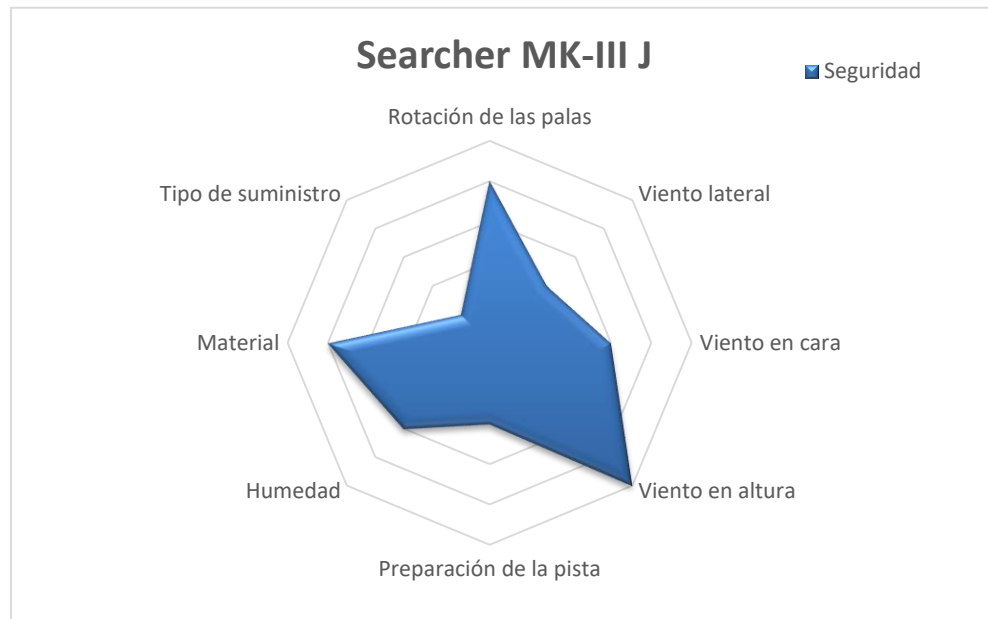 Searcher MK-III J
Seguridad
Rotación de las palas
Tipo de suministro
Viento lateral
Material
Viento en cara
Humedad
Viento en altura
Preparación de la pista